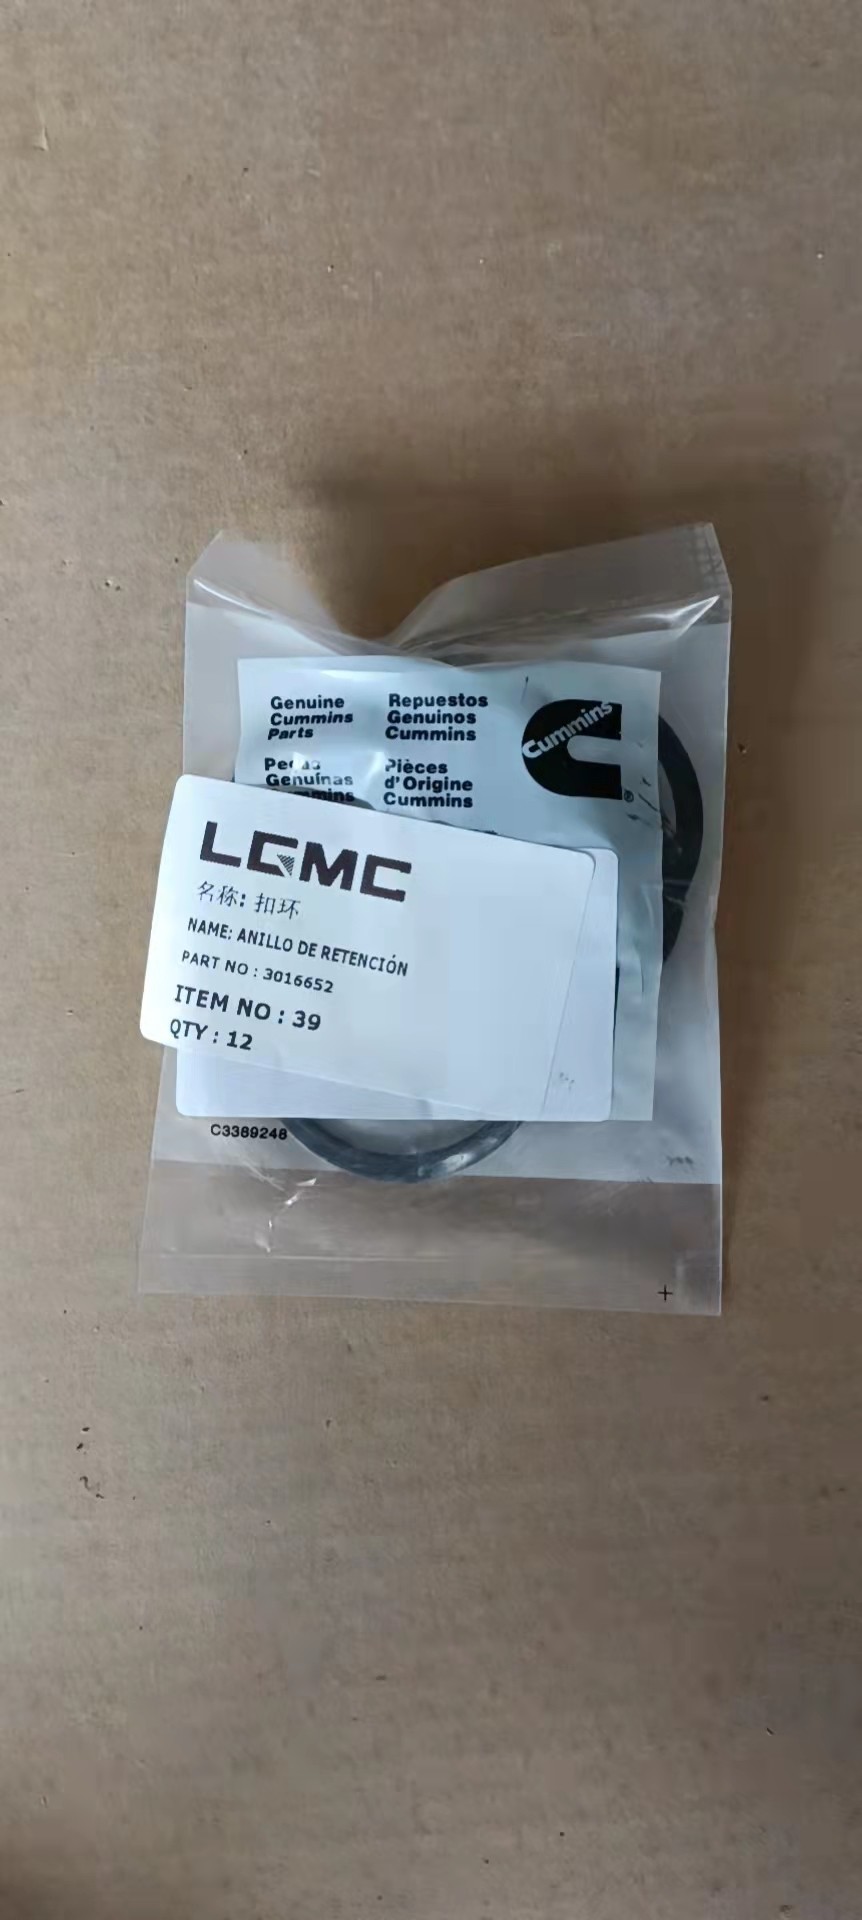 Genuine
Cummins
Parts
Repuestos
Genuinos
Cummins
Genuínas
Pièces
d'Origine
Cummins
Cummins
®
LGMC
名称: 扣环
NAME: ANILLO DE RETENCIÓN
PART NO : 3016652
ITEM NO : 39
QTY : 12
C3389248